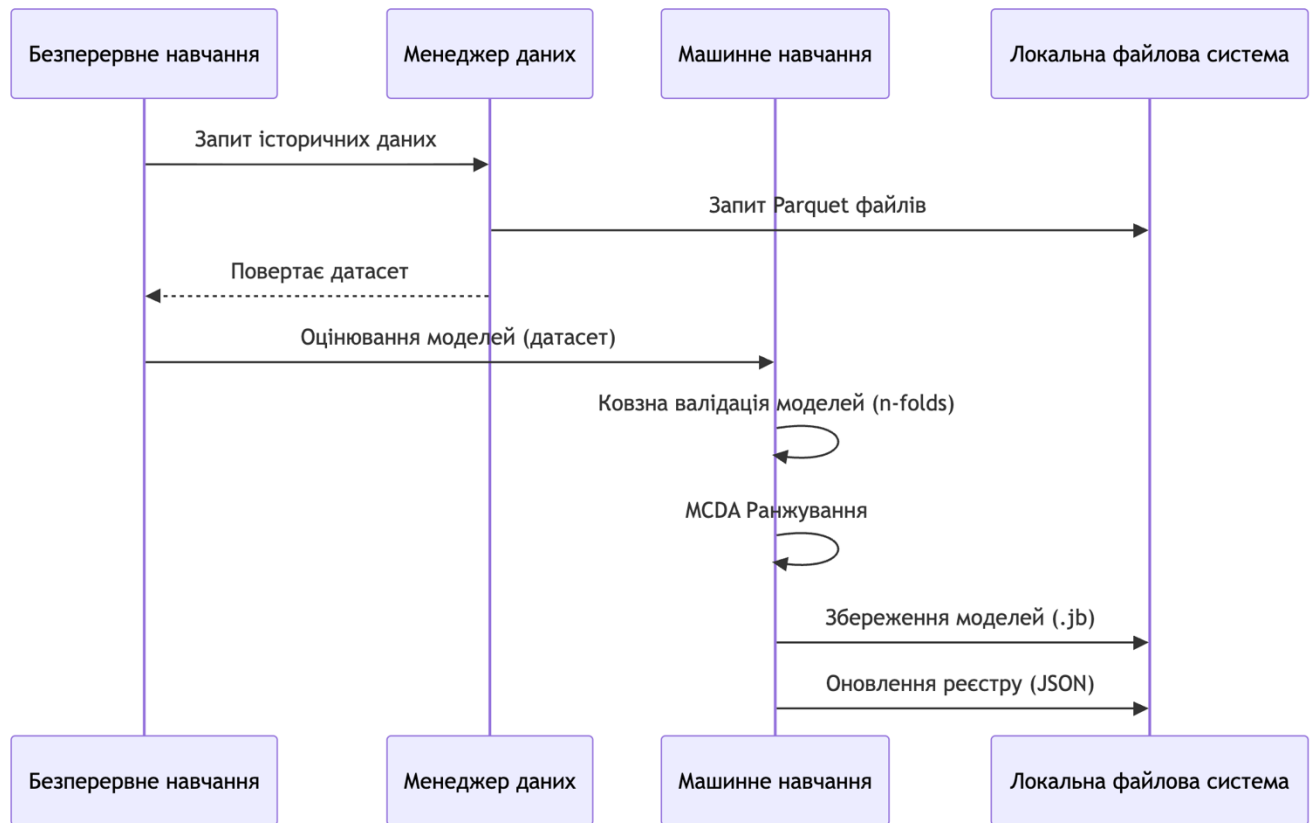 Безперервне навчання
Менеджер даних
Машинне навчання
Локальна файлова система
Запит історичних даних
Запит Parquet файлів
Повертає датасет
Оцінювання моделей (датасет)
Ковзна валідація моделей (n-folds)
MCDA Ранжування
Збереження моделей (.jb)
Оновлення реєстру (JSON)
Безперервне навчання
Менеджер даних
Машинне навчання
Локальна файлова система